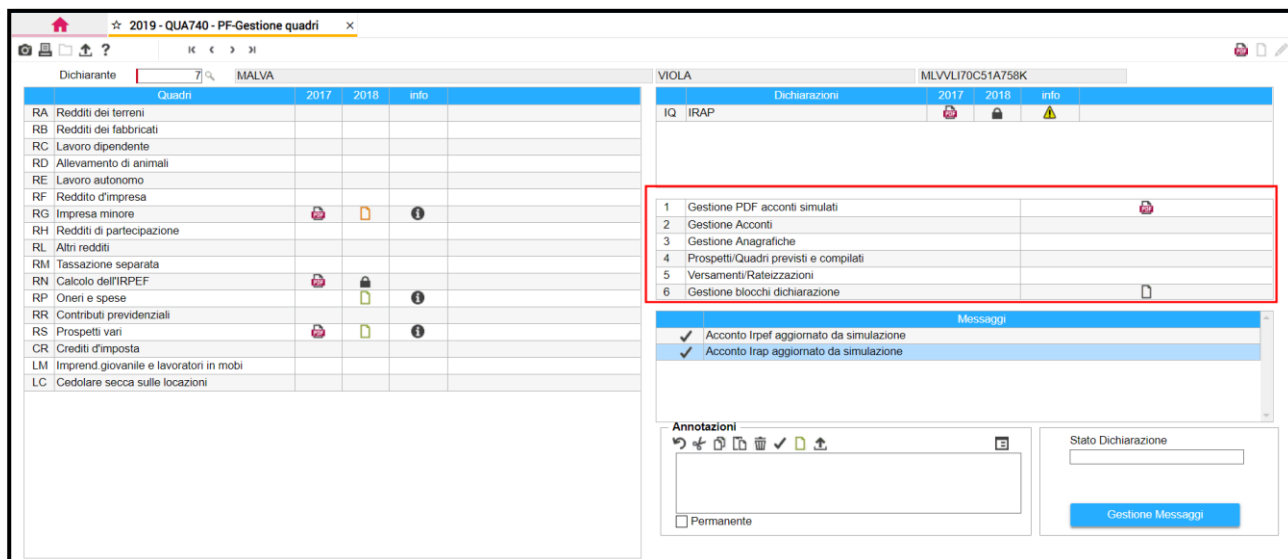 2019 - QUA740 - PF-Gestione quadri
Dichiarante 7 MALVA VIOLA MLVVLI70C51A758K
Quadri 2017 2018 info
RA Redditi dei terreni
RB Redditi dei fabbricati
RC Lavoro dipendente
RD Allevamento di animali
RE Lavoro autonomo
RF Reddito d'impresa
RG Impresa minore
RH Redditi di partecipazione
RL Altri redditi
RM Tassazione separata
RN Calcolo dell'IRPEF
RP Oneri e spese
RR Contributi previdenziali
RS Prospetti vari
CR Crediti d'imposta
LM Imprend.giovanile e lavoratori in mobi
LC Cedolare secca sulle locazioni
Dichiarazioni 2017 2018 info
IQ IRAP
1 Gestione PDF acconti simulati
2 Gestione Acconti
3 Gestione Anagrafiche
4 Prospetti/Quadri previsti e compilati
5 Versamenti/Rateizzazioni
6 Gestione blocchi dichiarazione
Messaggi
Acconto Irpef aggiornato da simulazione
Acconto Irap aggiornato da simulazione
Annotazioni
Permanente
Stato Dichiarazione
Gestione Messaggi